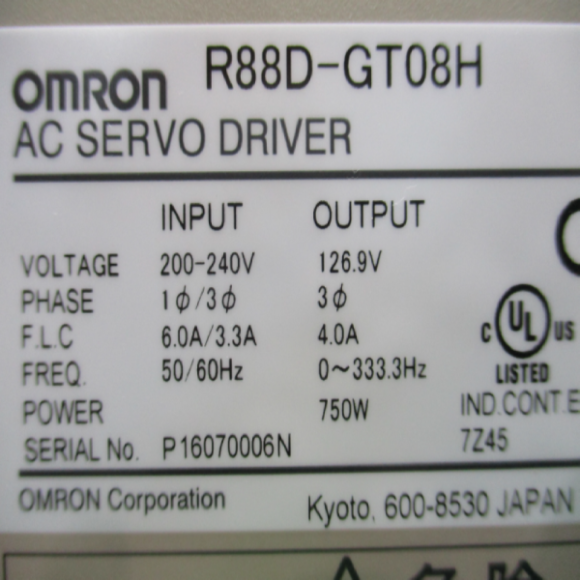 OMRON R88D-GT08H
AC SERVO DRIVER
INPUT OUTPUT
VOLTAGE 200-240V 126.9V
PHASE 1ϕ/3ϕ 3ϕ
F.L.C 6.0A/3.3A 4.0A
FREQ. 50/60Hz 0~333.3Hz
POWER 750W
SERIAL No. P16070006N
C UL US
LISTED
IND.CONT.E
7Z45
OMRON Corporation Kyoto, 600-8530 JAPAN